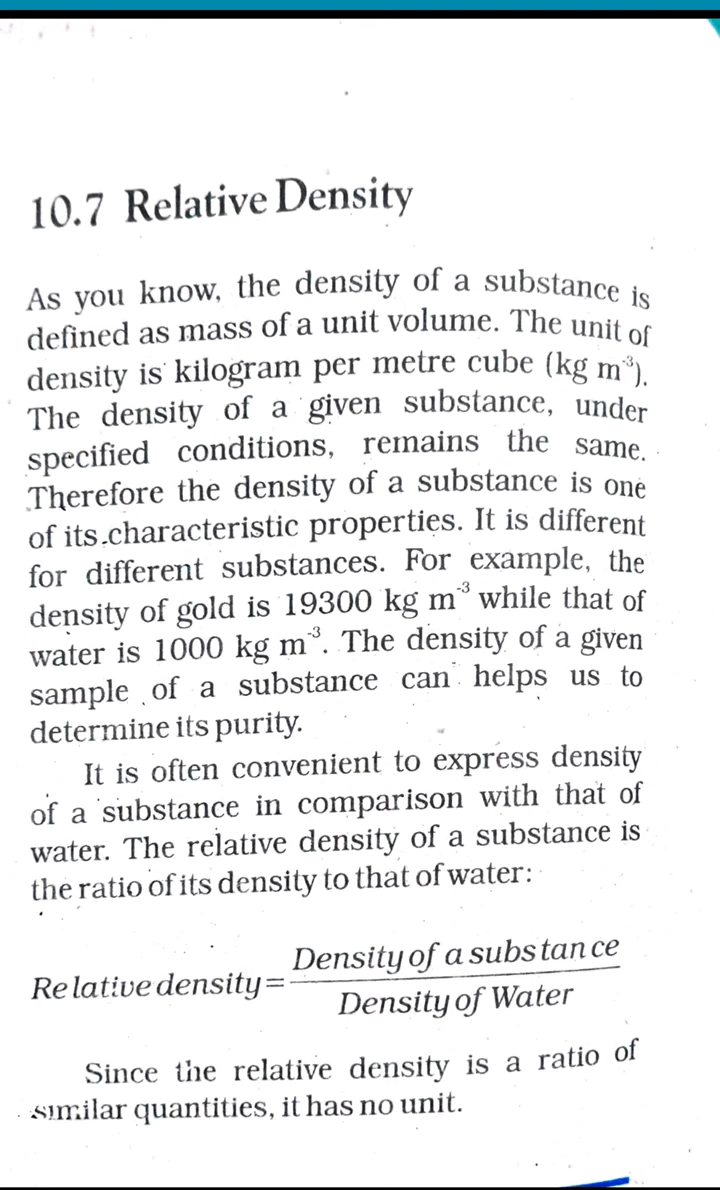 10.7 Relative Density
As you know, the density of a substance is
defined as mass of a unit volume. The unit of
density is kilogram per metre cube (kg m⁻³).
The density of a given substance, under
specified conditions, remains the same.
Therefore the density of a substance is one
of its characteristic properties. It is different
for different substances. For example, the
density of gold is 19300 kg m⁻³ while that of
water is 1000 kg m⁻³. The density of a given
sample of a substance can helps us to
determine its purity.
It is often convenient to express density
of a substance in comparison with that of
water. The relative density of a substance is
the ratio of its density to that of water:
Relative density = Density of a substance / Density of Water
Since the relative density is a ratio of
similar quantities, it has no unit.